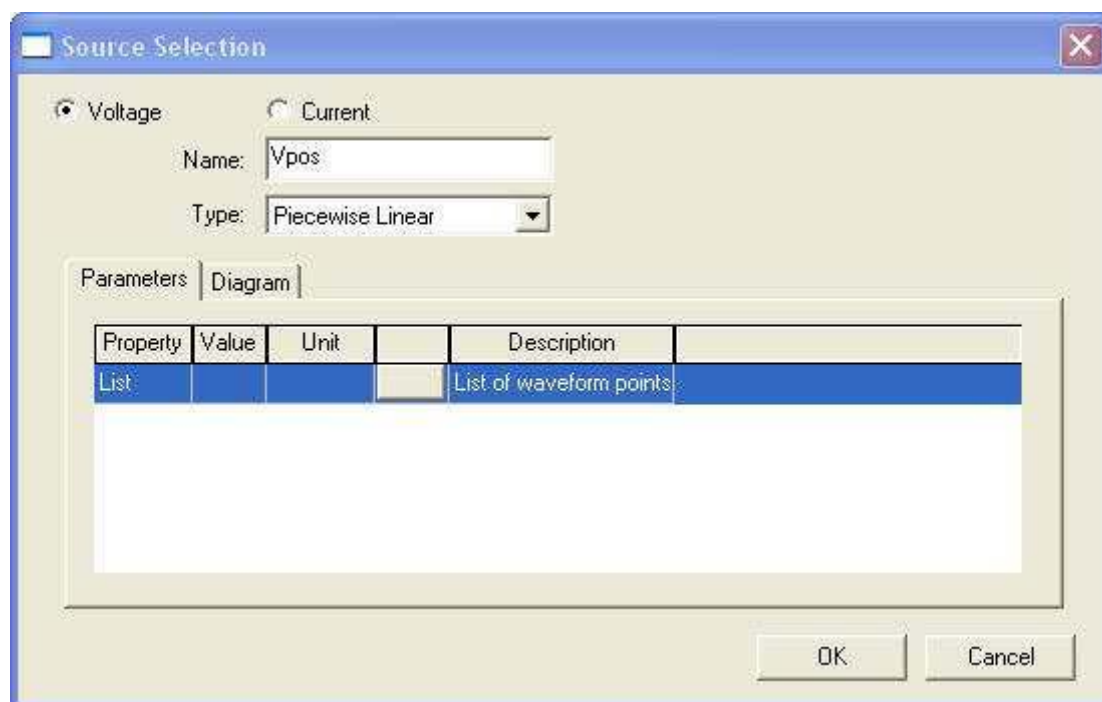 Source Selection
Voltage Current
Name: Vpos
Type: Piecewise Linear
Parameters Diagram
Property Value Unit Description
List List of waveform points
OK Cancel